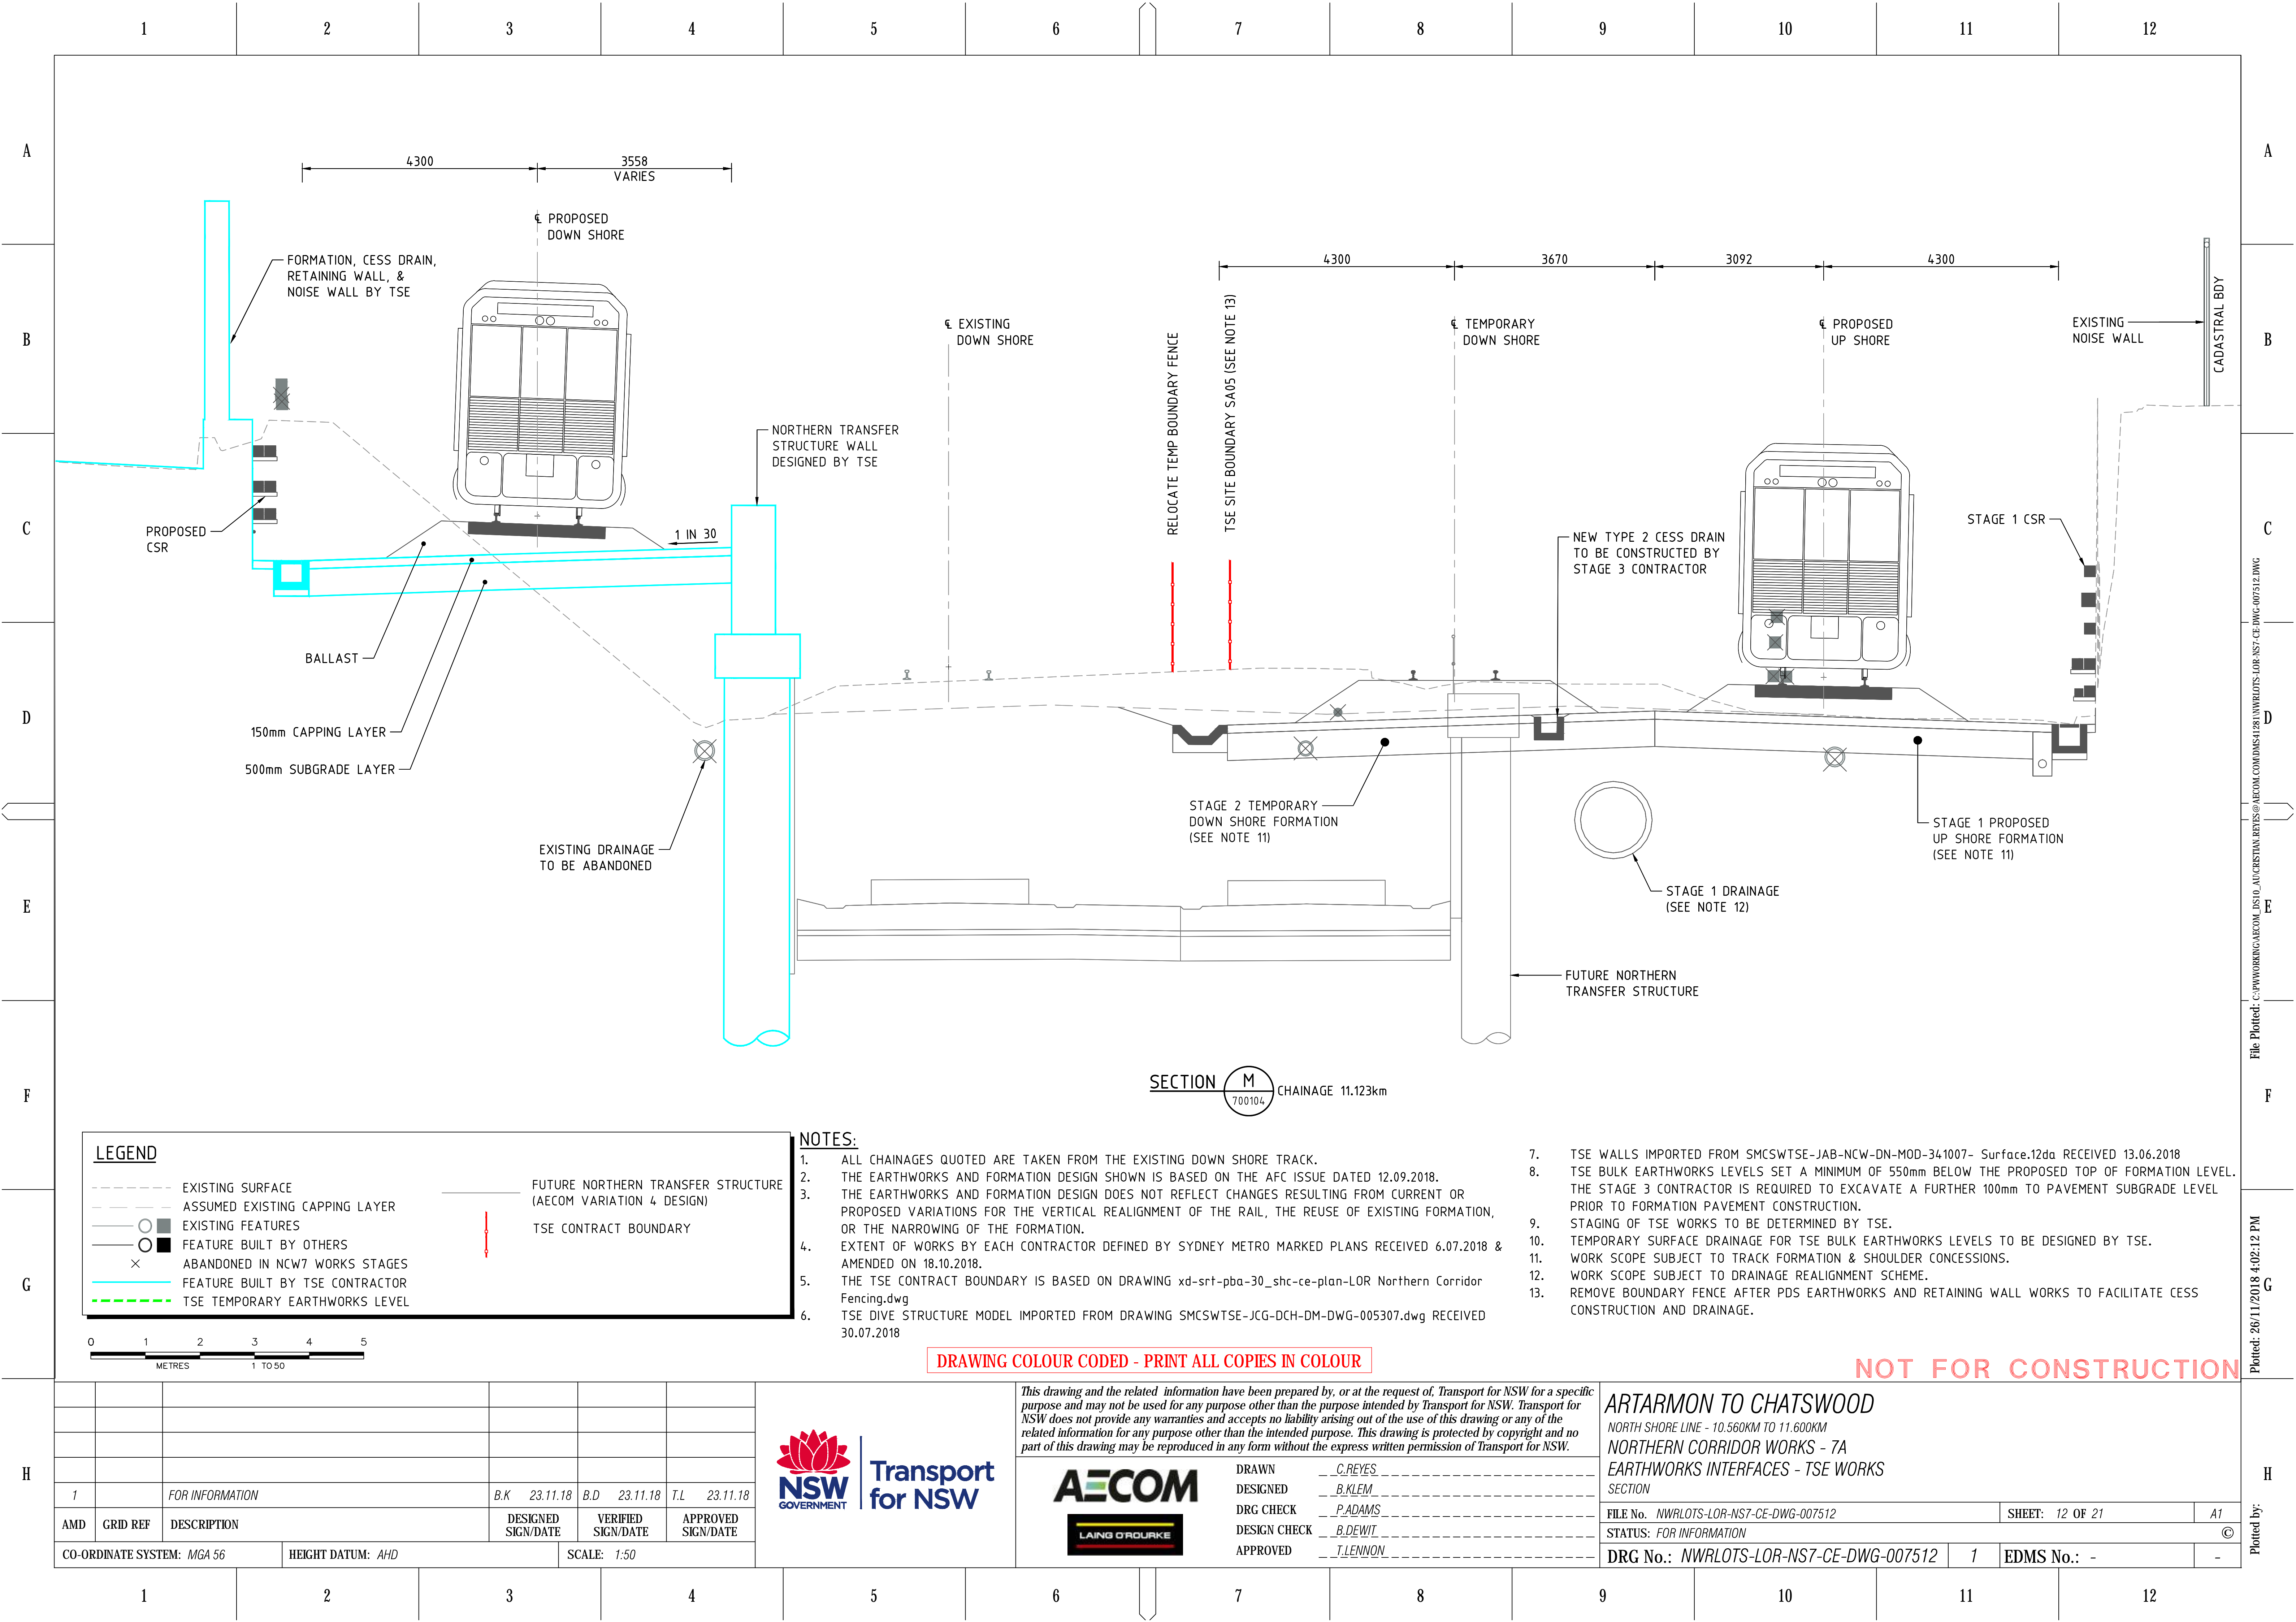 1 2 3 4 5 6 7 8 9 10 11 12
A A
4300
3558
VARIES
℄ PROPOSED
DOWN SHORE
FORMATION, CESS DRAIN,
RETAINING WALL, &
NOISE WALL BY TSE
4300
3670
3092
4300
RELOCATE TEMP BOUNDARY FENCE
TSE SITE BOUNDARY SA05 (SEE NOTE 13)
℄ EXISTING
DOWN SHORE
℄ TEMPORARY
DOWN SHORE
℄ PROPOSED
UP SHORE
EXISTING
NOISE WALL
CADASTRAL BDY
B B
NORTHERN TRANSFER
STRUCTURE WALL
DESIGNED BY TSE
PROPOSED
CSR
1 IN 30
NEW TYPE 2 CESS DRAIN
TO BE CONSTRUCTED BY
STAGE 3 CONTRACTOR
STAGE 1 CSR
C C
BALLAST
150mm CAPPING LAYER
500mm SUBGRADE LAYER
D D
EXISTING DRAINAGE
TO BE ABANDONED
STAGE 2 TEMPORARY
DOWN SHORE FORMATION
(SEE NOTE 11)
STAGE 1 PROPOSED
UP SHORE FORMATION
(SEE NOTE 11)
STAGE 1 DRAINAGE
(SEE NOTE 12)
E E
FUTURE NORTHERN
TRANSFER STRUCTURE
SECTION M
700104
CHAINAGE 11.123km
F F
LEGEND
EXISTING SURFACE
ASSUMED EXISTING CAPPING LAYER
EXISTING FEATURES
FEATURE BUILT BY OTHERS
ABANDONED IN NCW7 WORKS STAGES
FEATURE BUILT BY TSE CONTRACTOR
TSE TEMPORARY EARTHWORKS LEVEL
FUTURE NORTHERN TRANSFER STRUCTURE
(AECOM VARIATION 4 DESIGN)
TSE CONTRACT BOUNDARY
G G
0 1 2 3 4 5
METRES 1 TO 50
NOTES:
1. ALL CHAINAGES QUOTED ARE TAKEN FROM THE EXISTING DOWN SHORE TRACK.
2. THE EARTHWORKS AND FORMATION DESIGN SHOWN IS BASED ON THE AFC ISSUE DATED 12.09.2018.
3. THE EARTHWORKS AND FORMATION DESIGN DOES NOT REFLECT CHANGES RESULTING FROM CURRENT OR
PROPOSED VARIATIONS FOR THE VERTICAL REALIGNMENT OF THE RAIL, THE REUSE OF EXISTING FORMATION,
OR THE NARROWING OF THE FORMATION.
4. EXTENT OF WORKS BY EACH CONTRACTOR DEFINED BY SYDNEY METRO MARKED PLANS RECEIVED 6.07.2018 &
AMENDED ON 18.10.2018.
5. THE TSE CONTRACT BOUNDARY IS BASED ON DRAWING xd-srt-pba-30_shc-ce-plan-LOR Northern Corridor
Fencing.dwg
6. TSE DIVE STRUCTURE MODEL IMPORTED FROM DRAWING SMCSWTSE-JCG-DCH-DM-DWG-005307.dwg RECEIVED
30.07.2018
7. TSE WALLS IMPORTED FROM SMCSWTSE-JAB-NCW-DN-MOD-341007- Surface.12da RECEIVED 13.06.2018
8. TSE BULK EARTHWORKS LEVELS SET A MINIMUM OF 550mm BELOW THE PROPOSED TOP OF FORMATION LEVEL.
THE STAGE 3 CONTRACTOR IS REQUIRED TO EXCAVATE A FURTHER 100mm TO PAVEMENT SUBGRADE LEVEL
PRIOR TO FORMATION PAVEMENT CONSTRUCTION.
9. STAGING OF TSE WORKS TO BE DETERMINED BY TSE.
10. TEMPORARY SURFACE DRAINAGE FOR TSE BULK EARTHWORKS LEVELS TO BE DESIGNED BY TSE.
11. WORK SCOPE SUBJECT TO TRACK FORMATION & SHOULDER CONCESSIONS.
12. WORK SCOPE SUBJECT TO DRAINAGE REALIGNMENT SCHEME.
13. REMOVE BOUNDARY FENCE AFTER PDS EARTHWORKS AND RETAINING WALL WORKS TO FACILITATE CESS
CONSTRUCTION AND DRAINAGE.
DRAWING COLOUR CODED - PRINT ALL COPIES IN COLOUR
NOT FOR CONSTRUCTION
File Plotted: C:\PWWORKING\AECOM_DS10_AU\CRISTIAN.REYES@AECOM.COM\DMS41281\NWRLOTS-LOR-NS7-CE-DWG-007512.DWG
Plotted: 26/11/2018 4:02:12 PM
Plotted by:
H H
1 FOR INFORMATION B.K 23.11.18 B.D 23.11.18 T.L 23.11.18
AMD GRID REF DESCRIPTION DESIGNED SIGN/DATE VERIFIED SIGN/DATE APPROVED SIGN/DATE
CO-ORDINATE SYSTEM: MGA 56 HEIGHT DATUM: AHD SCALE: 1:50
NSW
GOVERNMENT
Transport
for NSW
This drawing and the related information have been prepared by, or at the request of, Transport for NSW for a specific
purpose and may not be used for any purpose other than the purpose intended by Transport for NSW. Transport for
NSW does not provide any warranties and accepts no liability arising out of the use of this drawing or any of the
related information for any purpose other than the intended purpose. This drawing is protected by copyright and no
part of this drawing may be reproduced in any form without the express written permission of Transport for NSW.
AECOM
LAING O'ROURKE
DRAWN C.REYES
DESIGNED B.KLEM
DRG CHECK P.ADAMS
DESIGN CHECK B.DEWIT
APPROVED T.LENNON
ARTARMON TO CHATSWOOD
NORTH SHORE LINE - 10.560KM TO 11.600KM
NORTHERN CORRIDOR WORKS - 7A
EARTHWORKS INTERFACES - TSE WORKS
SECTION
FILE No. NWRLOTS-LOR-NS7-CE-DWG-007512 SHEET: 12 OF 21 A1
STATUS: FOR INFORMATION ©
DRG No.: NWRLOTS-LOR-NS7-CE-DWG-007512 1 EDMS No.: - -
1 2 3 4 5 6 7 8 9 10 11 12